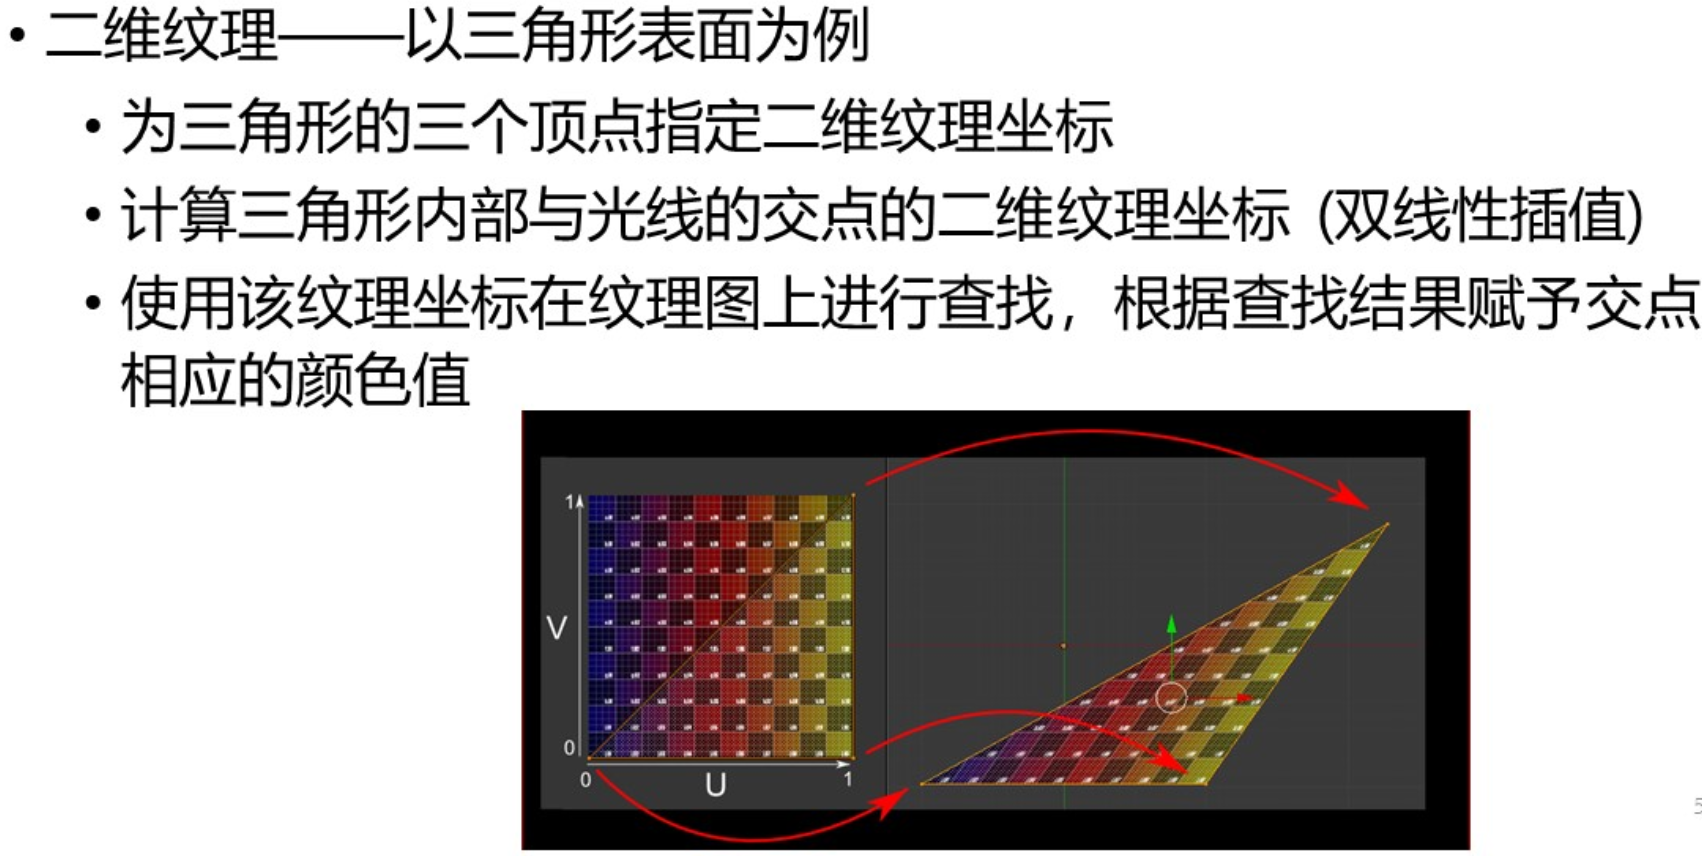 • 二维纹理——以三角形表面为例
• 为三角形的三个顶点指定二维纹理坐标
• 计算三角形内部与光线的交点的二维纹理坐标 (双线性插值)
• 使用该纹理坐标在纹理图上进行查找，根据查找结果赋予交点
相应的颜色值
1
V
0
0
U
1